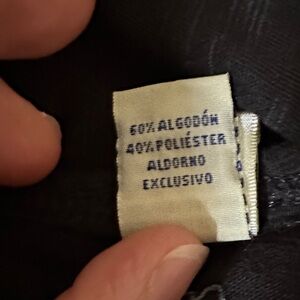 60% ALGODÓN
40% POLIÉSTER
ALDORNO
EXCLUSIVO